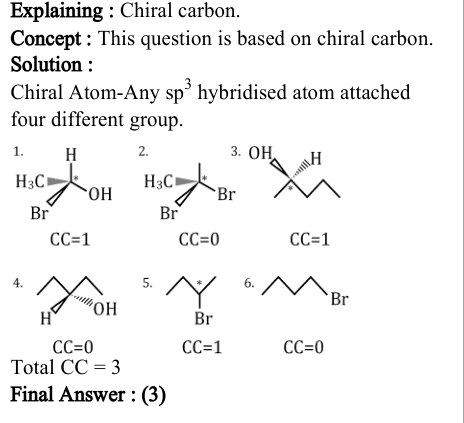 Explaining : Chiral carbon.
Concept : This question is based on chiral carbon.
Solution :
Chiral Atom-Any sp³ hybridised atom attached
four different group.
1. H 2. 3. OH H
H₃C * OH H₃C * Br *
Br Br
CC=1 CC=0 CC=1
4. 5. * 6. Br
H OH Br
CC=0 CC=1 CC=0
Total CC = 3
Final Answer : (3)